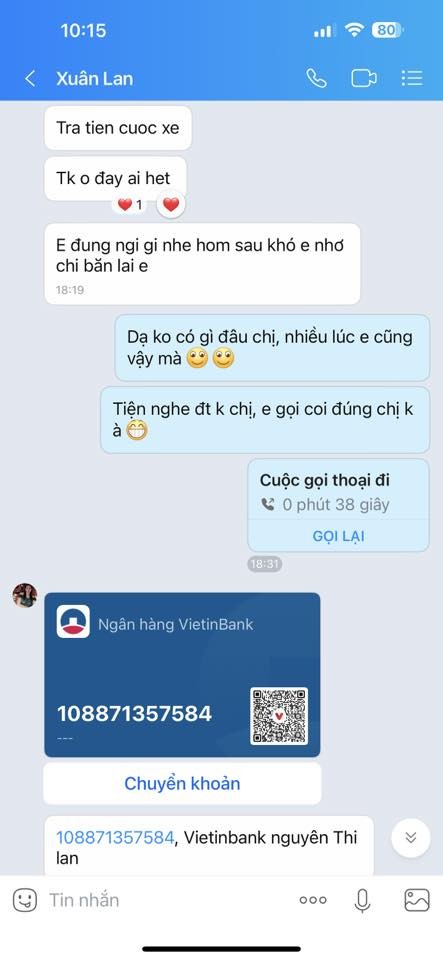 10:15
80
Xuân Lan
Tra tien cuoc xe
Tk o đay ai het
1
E đung ngi gi nhe hom sau khó e nhơ
chi băn lai e
18:19
Dạ ko có gì đâu chị, nhiều lúc e cũng
vậy mà
Tiện nghe đt k chị, e gọi coi đúng chị k
à
Cuộc gọi thoại đi
0 phút 38 giây
GỌI LẠI
18:31
Ngân hàng VietinBank
108871357584
---
Chuyển khoản
108871357584, Vietinbank nguyên Thi
lan
Tin nhắn